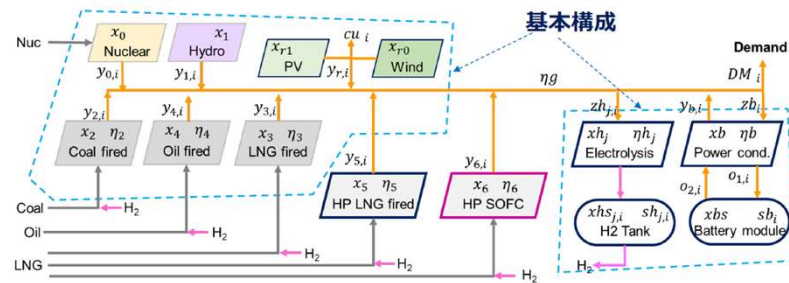 基本構成
Nuc
x0
Nuclear
x1
Hydro
cu i
xr1
PV
xr0
Wind
Demand
y0,i
y1,i
yr,i
ηg
DM i
y2,i
y4,i
y3,i
zhj,i
yb,i
zbi
x2 η2
Coal fired
x4 η4
Oil fired
x3 η3
LNG fired
xhj ηhj
Electrolysis
xb ηb
Power cond.
y5,i
y6,i
x5 η5
HP LNG fired
x6 η6
HP SOFC
o2,i
o1,i
xhsj,i shj,i
H2 Tank
xbs sbi
Battery module
Coal
H2
Oil
H2
H2
LNG
H2
H2
H2